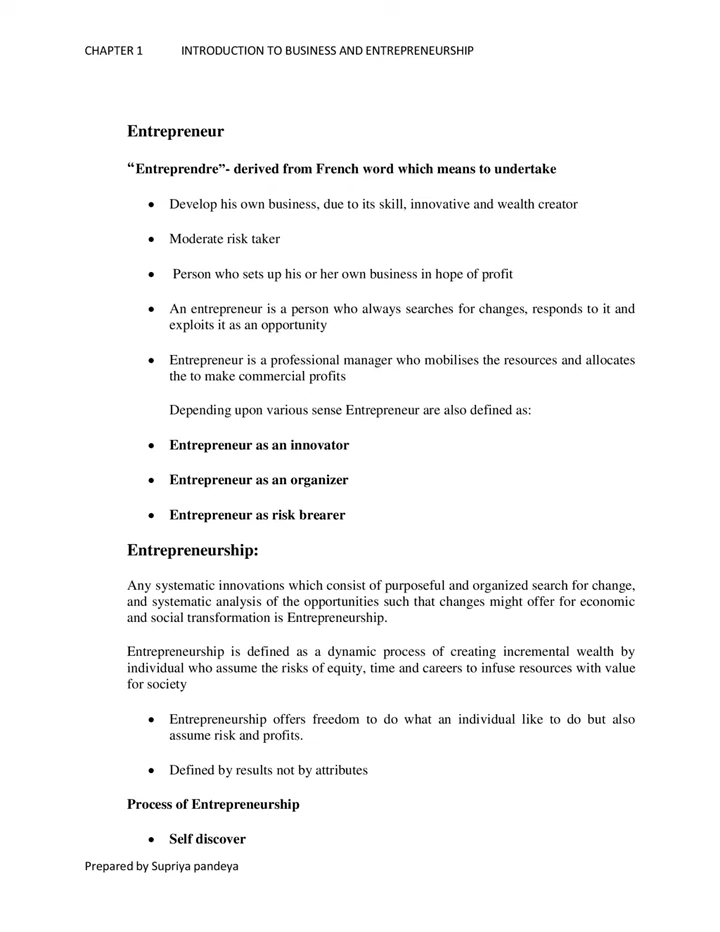 CHAPTER 1 INTRODUCTION TO BUSINESS AND ENTREPRENEURSHIP
Entrepreneur
“Entreprendre”- derived from French word which means to undertake
• Develop his own business, due to its skill, innovative and wealth creator
• Moderate risk taker
• Person who sets up his or her own business in hope of profit
• An entrepreneur is a person who always searches for changes, responds to it and
exploits it as an opportunity
• Entrepreneur is a professional manager who mobilises the resources and allocates
the to make commercial profits
Depending upon various sense Entrepreneur are also defined as:
• Entrepreneur as an innovator
• Entrepreneur as an organizer
• Entrepreneur as risk brearer
Entrepreneurship:
Any systematic innovations which consist of purposeful and organized search for change,
and systematic analysis of the opportunities such that changes might offer for economic
and social transformation is Entrepreneurship.
Entrepreneurship is defined as a dynamic process of creating incremental wealth by
individual who assume the risks of equity, time and careers to infuse resources with value
for society
• Entrepreneurship offers freedom to do what an individual like to do but also
assume risk and profits.
• Defined by results not by attributes
Process of Entrepreneurship
• Self discover
Prepared by Supriya pandeya